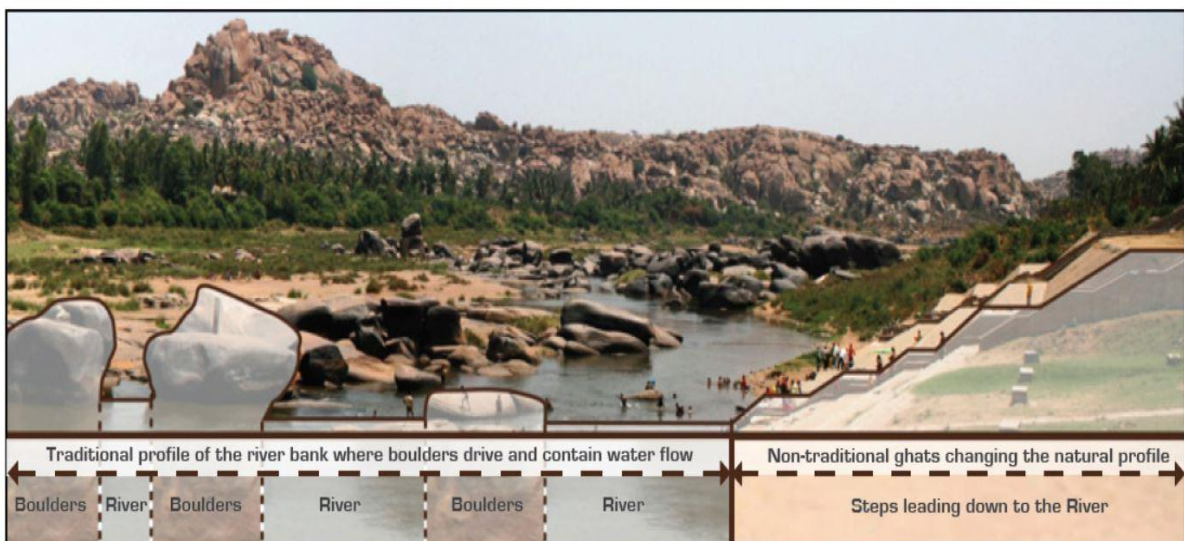 Traditional profile of the river bank where boulders drive and contain water flow
Non-traditional ghats changing the natural profile
Boulders
River
Boulders
River
Boulders
River
Steps leading down to the River